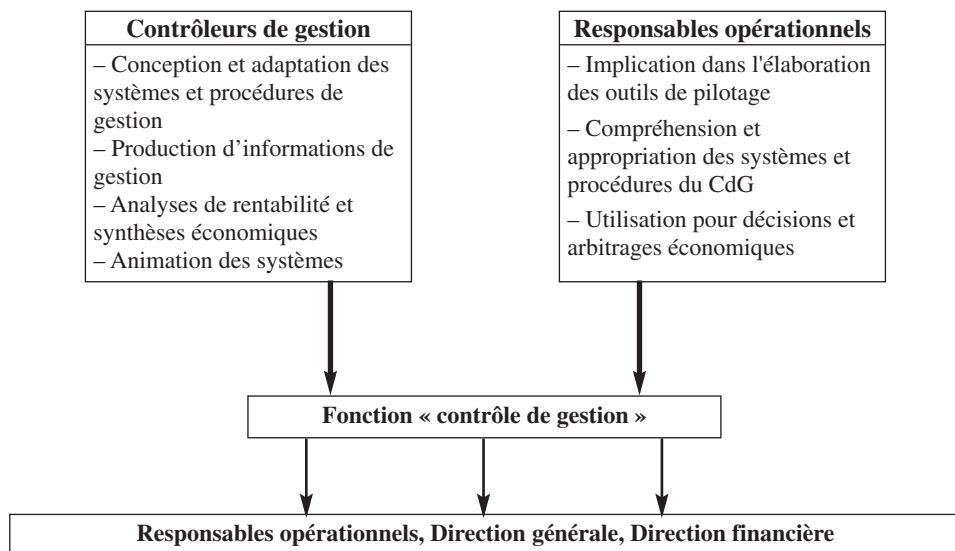 Contrôleurs de gestion
– Conception et adaptation des
systèmes et procédures de
gestion
– Production d’informations de
gestion
– Analyses de rentabilité et
synthèses économiques
– Animation des systèmes
Responsables opérationnels
– Implication dans l'élaboration
des outils de pilotage
– Compréhension et
appropriation des systèmes et
procédures du CdG
– Utilisation pour décisions et
arbitrages économiques
Fonction « contrôle de gestion »
Responsables opérationnels, Direction générale, Direction financière